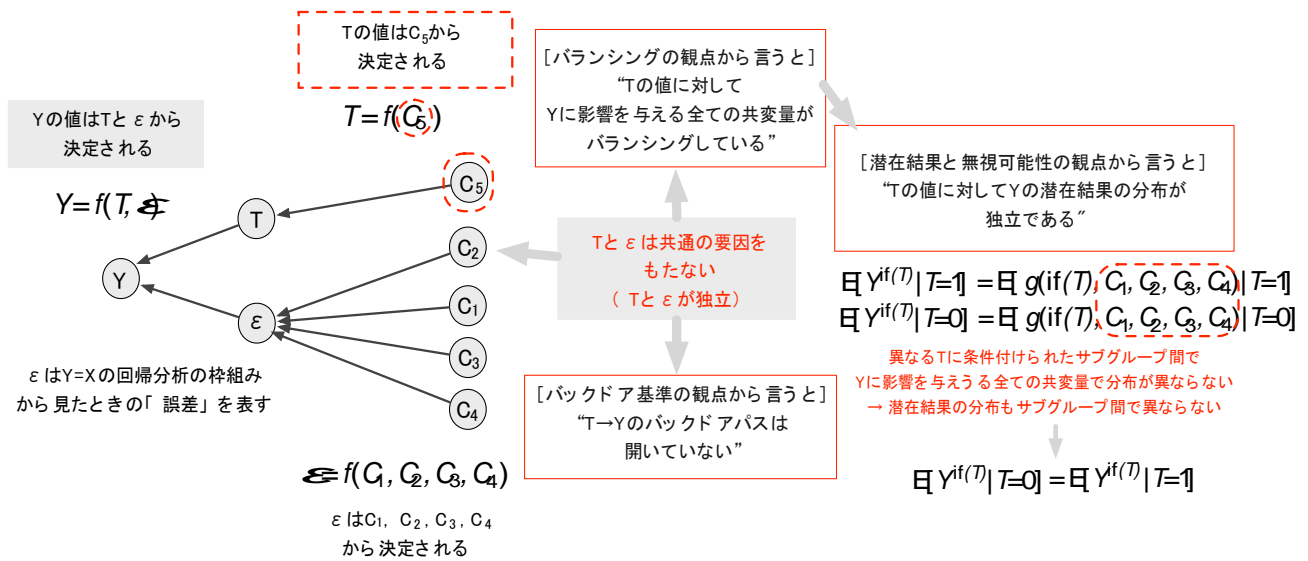 Tの値はC₅から
決定される
T=f(C₅)
Yの値はTとεから
決定される
Y=f(T, ε)
C₅
T
C₂
Y
C₁
ε
C₃
C₄
εはY=Xの回帰分析の枠組み
から見たときの「誤差」を表す
ε=f(C₁, C₂, C₃, C₄)
εはC₁, C₂, C₃, C₄
から決定される
[バランシングの観点から言うと]
“Tの値に対して
Yに影響を与える全ての共変量が
バランシングしている”
Tとεは共通の要因を
もたない
(Tとεが独立)
[バックドア基準の観点から言うと]
“T→Yのバックドアパスは
開いていない”
[潜在結果と無視可能性の観点から言うと]
“Tの値に対してYの潜在結果の分布が
独立である”
E[Y^if(T)|T=1] = E[g(if(T), C₁, C₂, C₃, C₄)|T=1]
E[Y^if(T)|T=0] = E[g(if(T), C₁, C₂, C₃, C₄)|T=0]
異なるTに条件付けられたサブグループ間で
Yに影響を与えうる全ての共変量で分布が異ならない
→ 潜在結果の分布もサブグループ間で異ならない
E[Y^if(T)|T=0] = E[Y^if(T)|T=1]